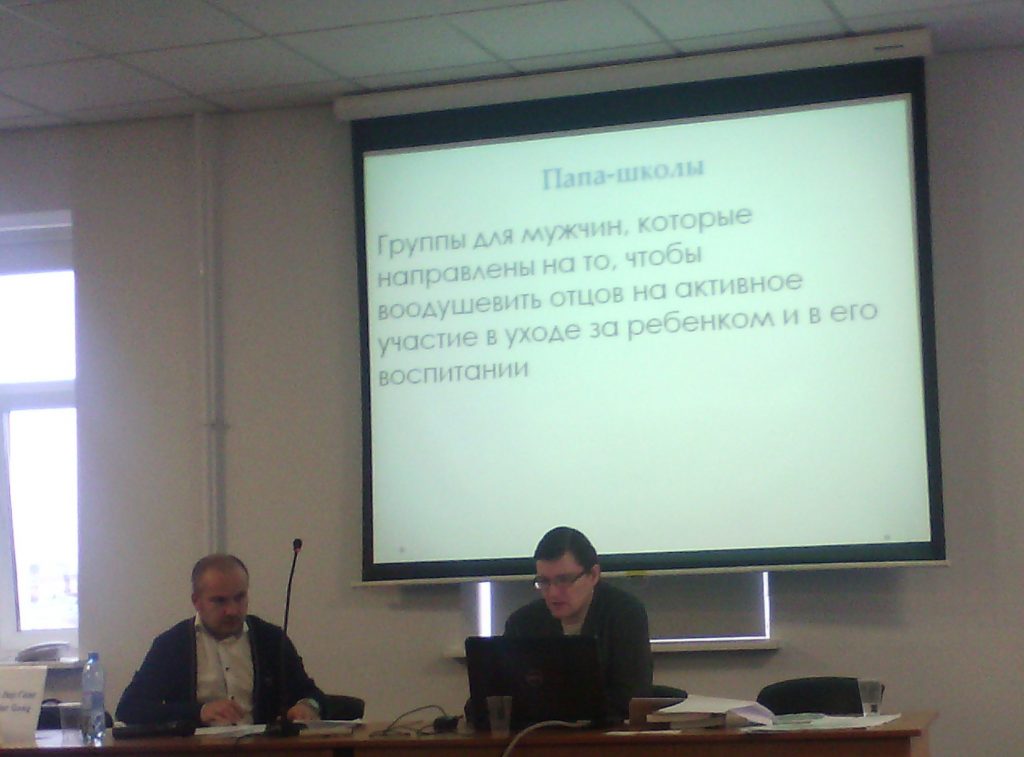 Папа-школы
Группы для мужчин, которые
направлены на то, чтобы
воодушевить отцов на активное
участие в уходе за ребенком и в его
воспитании